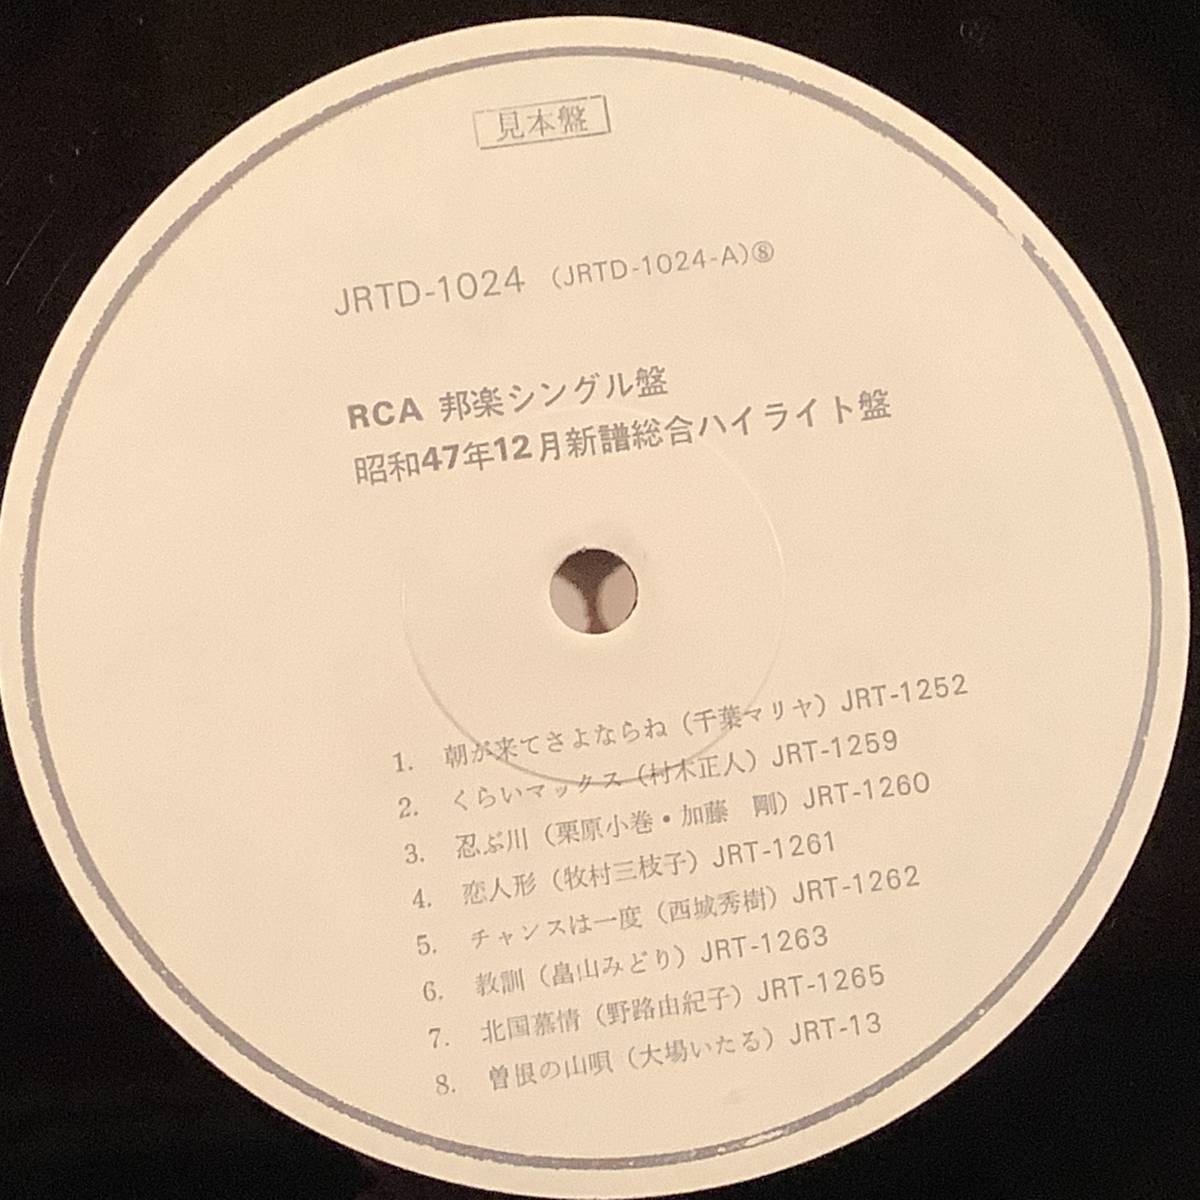 見本盤
JRTD-1024 (JRTD-1024-A)⑧
RCA 邦楽シングル盤
昭和47年12月新譜総合ハイライト盤
1. 朝が来てさよならね (千葉マリヤ) JRT-1252
2. くらいマックス (村木正人) JRT-1259
3. 忍ぶ川 (栗原小巻・加藤 剛) JRT-1260
4. 恋人形 (牧村三枝子) JRT-1261
5. チャンスは一度 (西城秀樹) JRT-1262
6. 教訓 (畠山みどり) JRT-1263
7. 北国慕情 (野路由紀子) JRT-1265
8. 曽根の山唄 (大場いたる) JRT-13